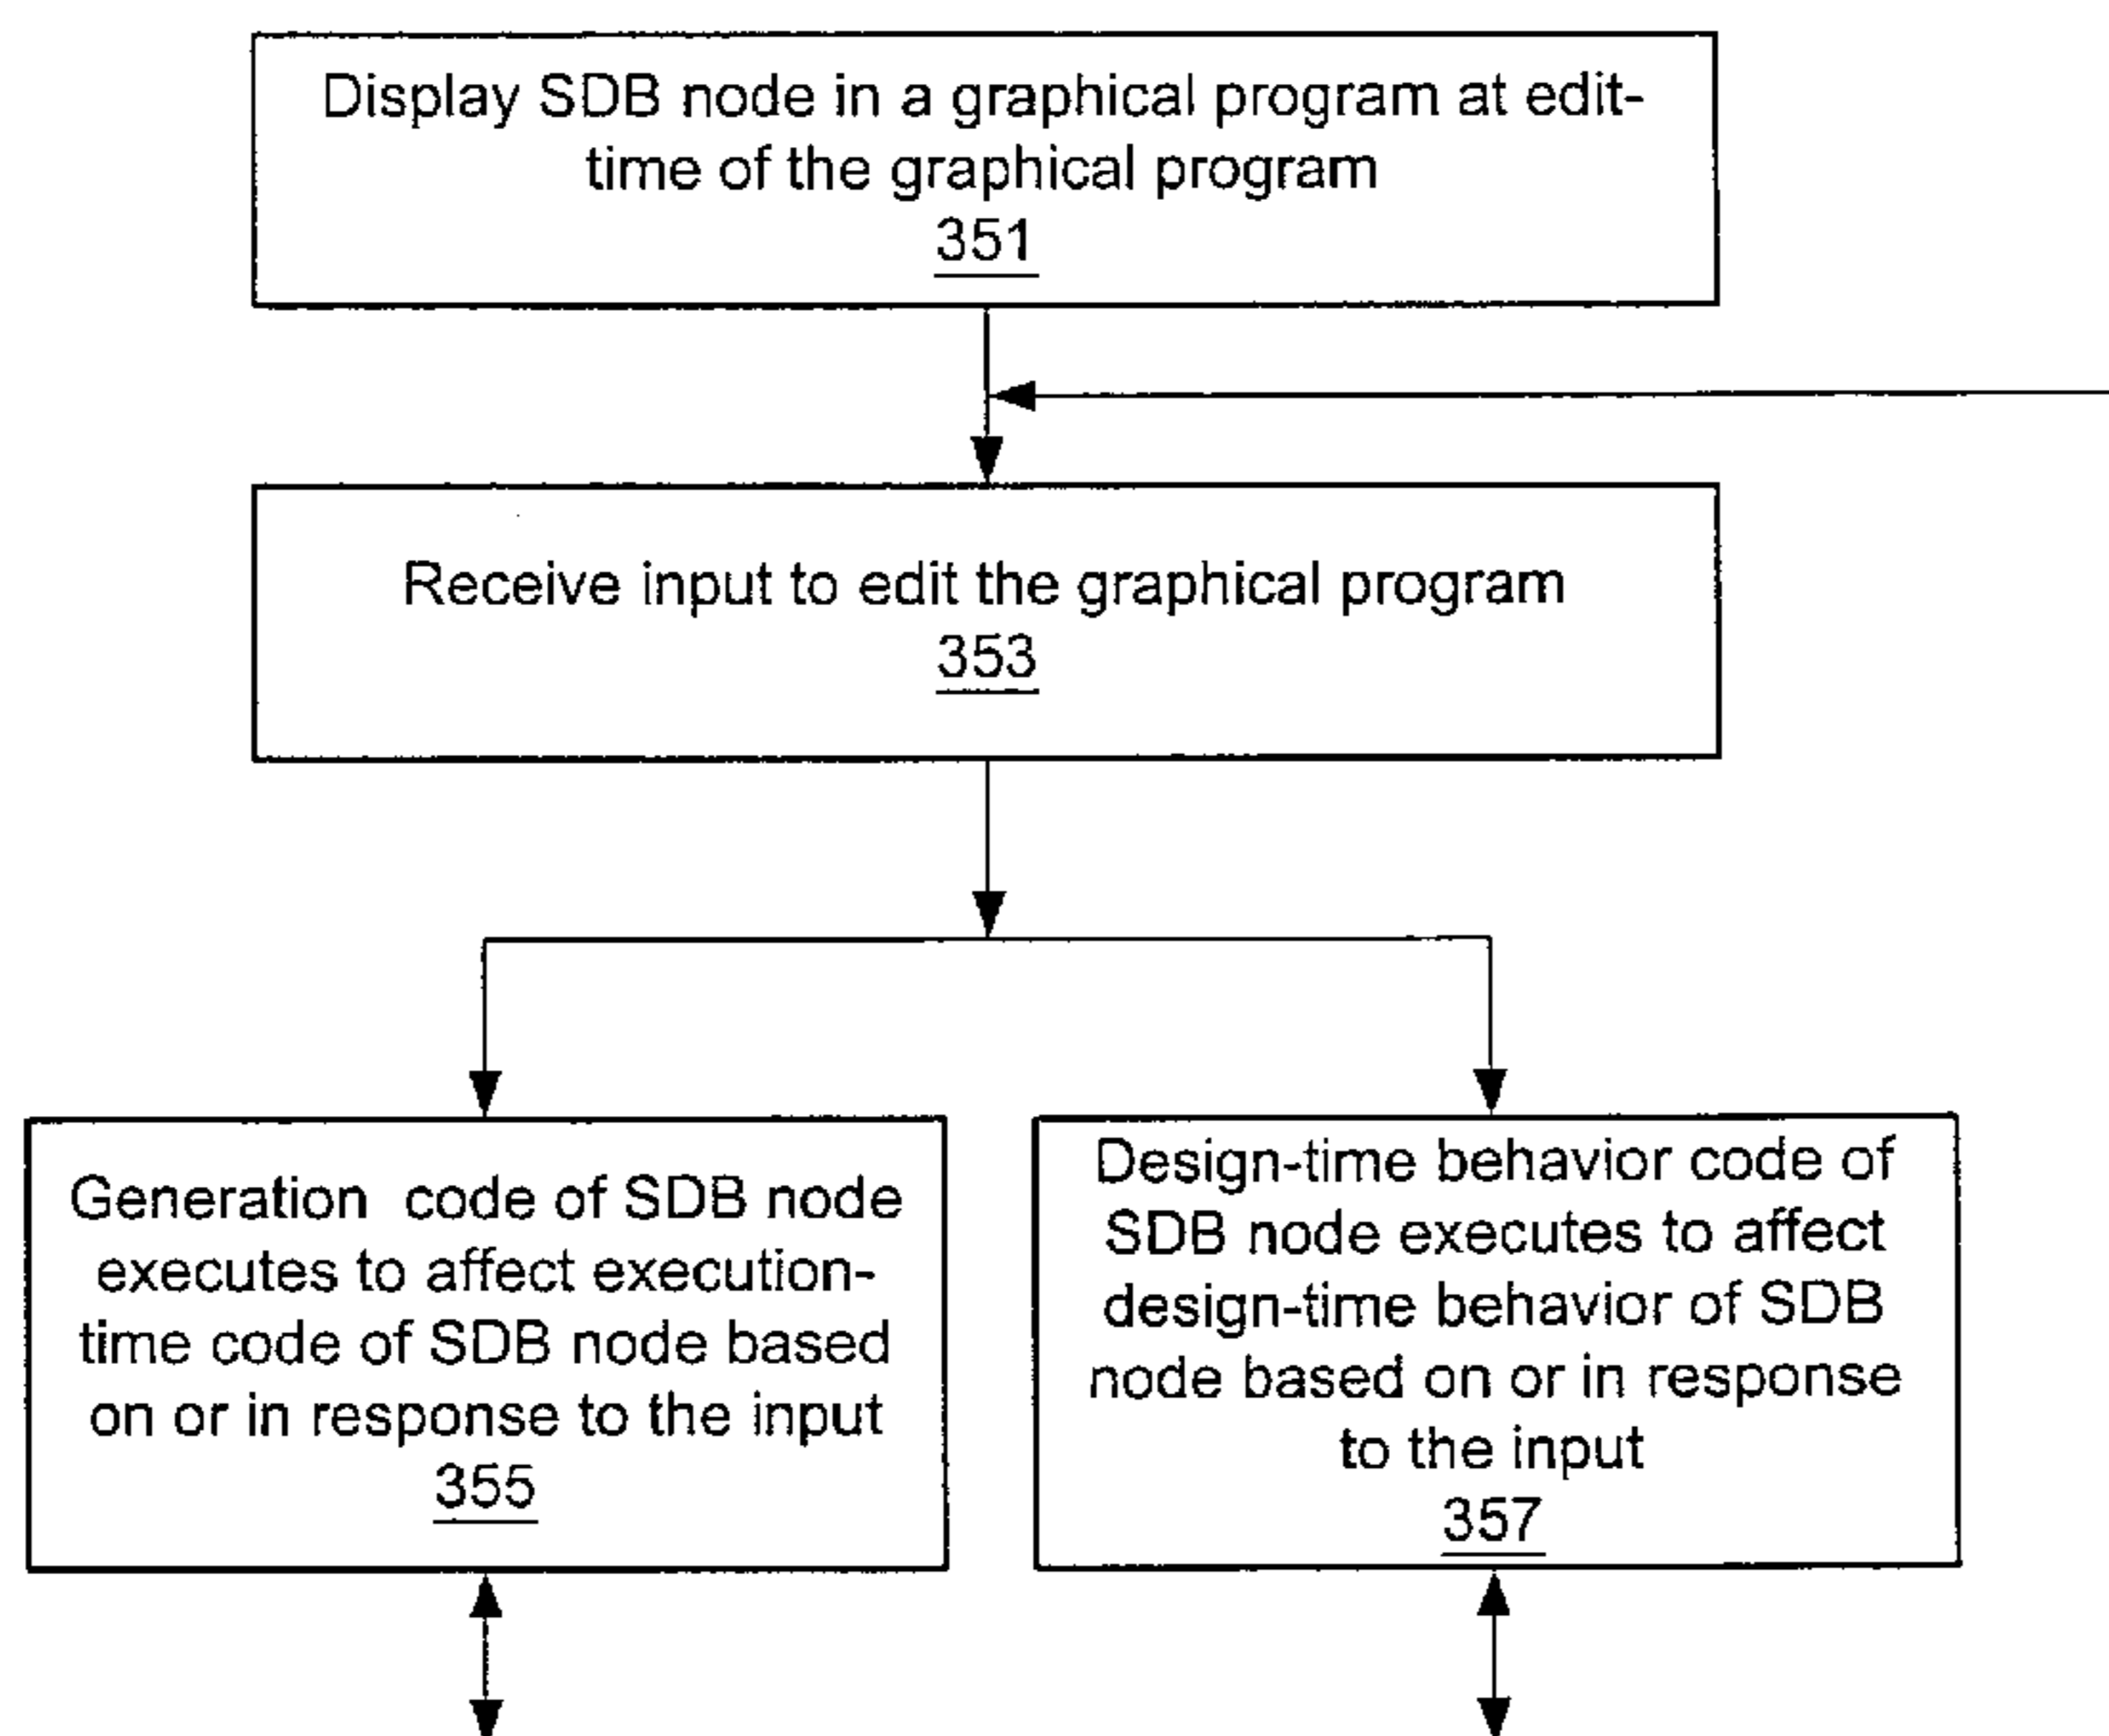 Display SDB node in a graphical program at edit-
time of the graphical program
351
Receive input to edit the graphical program
353
Generation code of SDB node
executes to affect execution-
time code of SDB node based
on or in response to the input
355
Design-time behavior code of
SDB node executes to affect
design-time behavior of SDB
node based on or in response
to the input
357